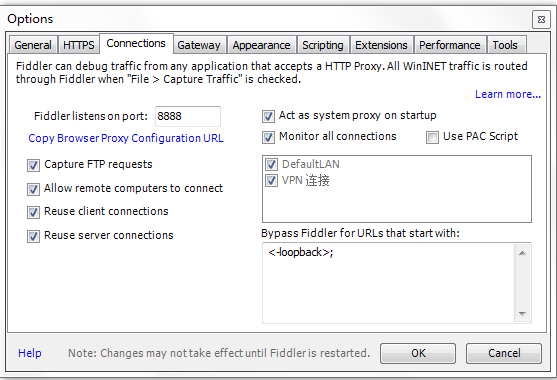 Options
General HTTPS Connections Gateway Appearance Scripting Extensions Performance Tools
Fiddler can debug traffic from any application that accepts a HTTP Proxy. All WinINET traffic is routed
through Fiddler when "File > Capture Traffic" is checked.
Learn more...
Fiddler listens on port: 8888
Copy Browser Proxy Configuration URL
Capture FTP requests
Allow remote computers to connect
Reuse client connections
Reuse server connections
Act as system proxy on startup
Monitor all connections Use PAC Script
DefaultLAN
VPN 连接
Bypass Fiddler for URLs that start with:
<-loopback>;
Help Note: Changes may not take effect until Fiddler is restarted. OK Cancel